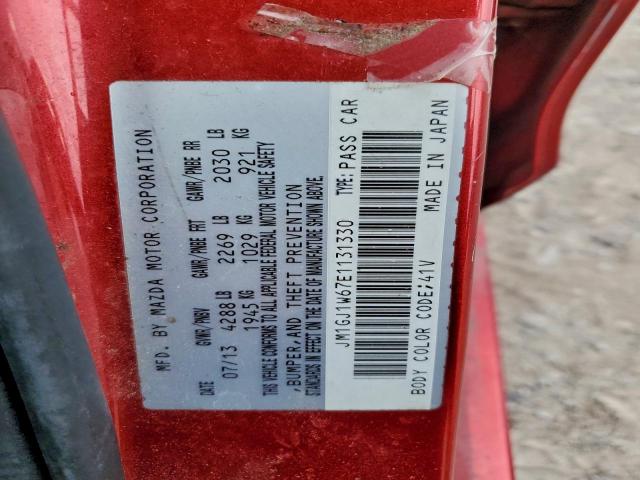 MFD. BY MAZDA MOTOR CORPORATION
DATE GVWR/PNBV GAWR/PNBE FRT GAWR/PNBE RR
07/13 4288 LB 2269 LB 2030 LB
1945 KG 1029 KG 921 KG
THIS VEHICLE CONFORMS TO ALL APPLICABLE FEDERAL MOTOR VEHICLE SAFETY
,BUMPER,AND THEFT PREVENTION
STANDARDS IN EFFECT ON THE DATE OF MANUFACTURE SHOWN ABOVE.
JM1GJ1W67E1131330 TYPE: PASS CAR
BODY COLOR CODE;41V MADE IN JAPAN